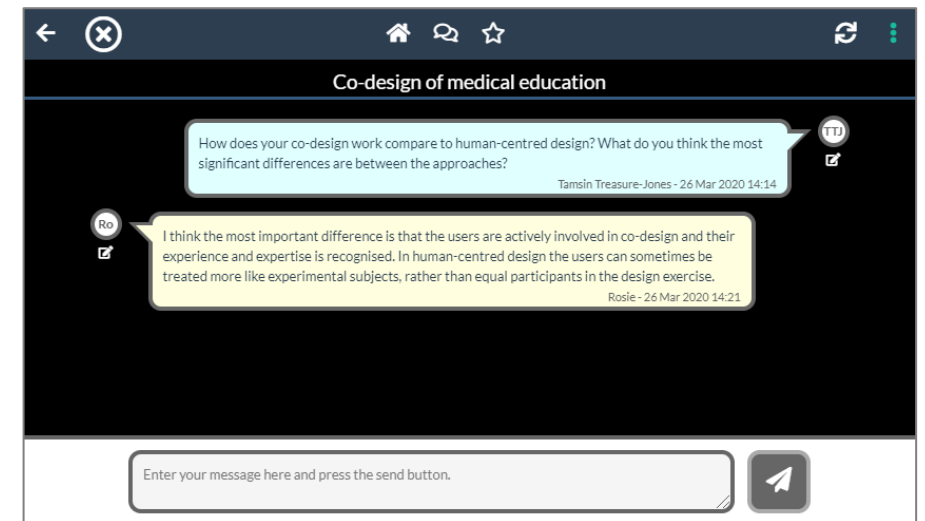 Co-design of medical education
How does your co-design work compare to human-centred design? What do you think the most
significant differences are between the approaches?
Tamsin Treasure-Jones - 26 Mar 2020 14:14
TTJ
Ro
I think the most important difference is that the users are actively involved in co-design and their
experience and expertise is recognised. In human-centred design the users can sometimes be
treated more like experimental subjects, rather than equal participants in the design exercise.
Rosie - 26 Mar 2020 14:21
Enter your message here and press the send button.